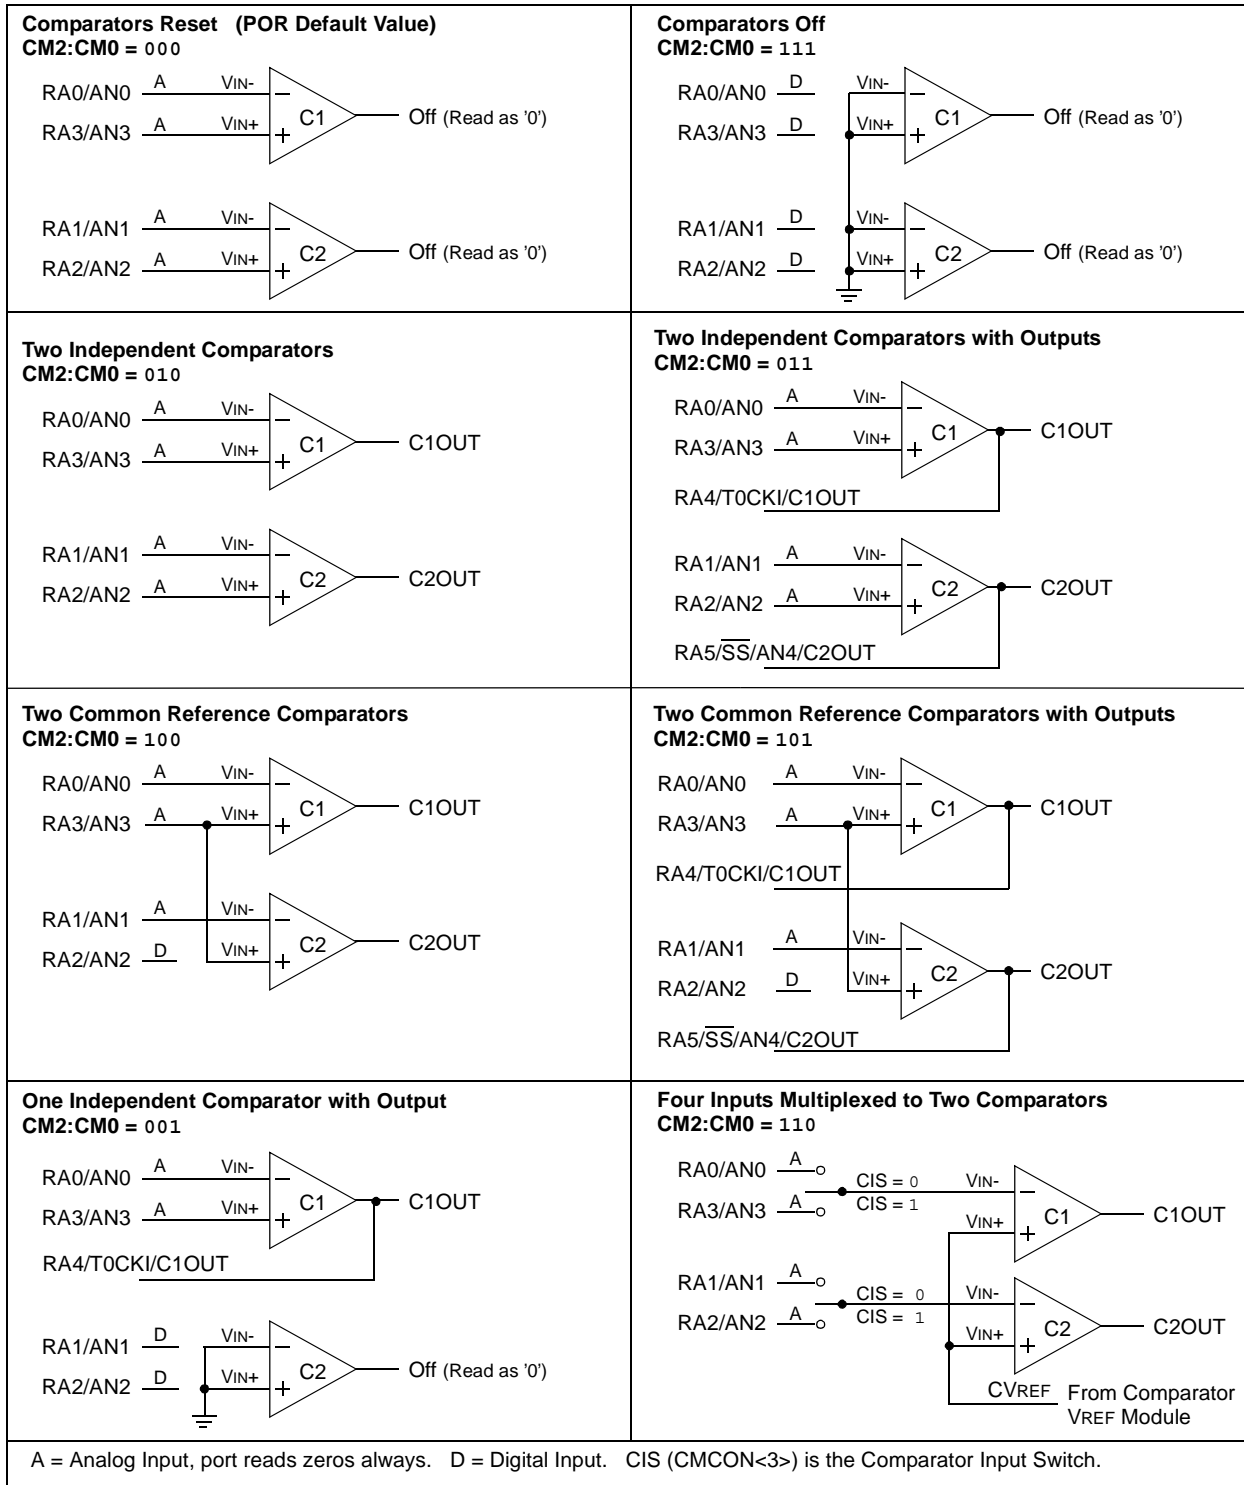 Comparators Reset (POR Default Value)
CM2:CM0 = 000
RA0/AN0 A VIN- −
RA3/AN3 A VIN+ +
C1
Off (Read as '0')
RA1/AN1 A VIN- −
RA2/AN2 A VIN+ +
C2
Off (Read as '0')
Comparators Off
CM2:CM0 = 111
RA0/AN0 D VIN- −
RA3/AN3 D VIN+ +
C1
Off (Read as '0')
RA1/AN1 D VIN- −
RA2/AN2 D VIN+ +
C2
Off (Read as '0')
Two Independent Comparators
CM2:CM0 = 010
RA0/AN0 A VIN- −
RA3/AN3 A VIN+ +
C1
C1OUT
RA1/AN1 A VIN- −
RA2/AN2 A VIN+ +
C2
C2OUT
Two Independent Comparators with Outputs
CM2:CM0 = 011
RA0/AN0 A VIN- −
RA3/AN3 A VIN+ +
C1
C1OUT
RA4/T0CKI/C1OUT
RA1/AN1 A VIN- −
RA2/AN2 A VIN+ +
C2
C2OUT
RA5/S̅S̅/AN4/C2OUT
Two Common Reference Comparators
CM2:CM0 = 100
RA0/AN0 A VIN- −
RA3/AN3 A VIN+ +
C1
C1OUT
RA1/AN1 A VIN- −
RA2/AN2 D VIN+ +
C2
C2OUT
Two Common Reference Comparators with Outputs
CM2:CM0 = 101
RA0/AN0 A VIN- −
RA3/AN3 A VIN+ +
C1
C1OUT
RA4/T0CKI/C1OUT
RA1/AN1 A VIN- −
RA2/AN2 D VIN+ +
C2
C2OUT
RA5/S̅S̅/AN4/C2OUT
One Independent Comparator with Output
CM2:CM0 = 001
RA0/AN0 A VIN- −
RA3/AN3 A VIN+ +
C1
C1OUT
RA4/T0CKI/C1OUT
RA1/AN1 D VIN- −
RA2/AN2 D VIN+ +
C2
Off (Read as '0')
Four Inputs Multiplexed to Two Comparators
CM2:CM0 = 110
RA0/AN0 A
CIS = 0 VIN- −
RA3/AN3 A CIS = 1
VIN+ +
C1
C1OUT
RA1/AN1 A
CIS = 0 VIN- −
RA2/AN2 A CIS = 1
VIN+ +
C2
C2OUT
CVREF From Comparator
VREF Module
A = Analog Input, port reads zeros always. D = Digital Input. CIS (CMCON<3>) is the Comparator Input Switch.